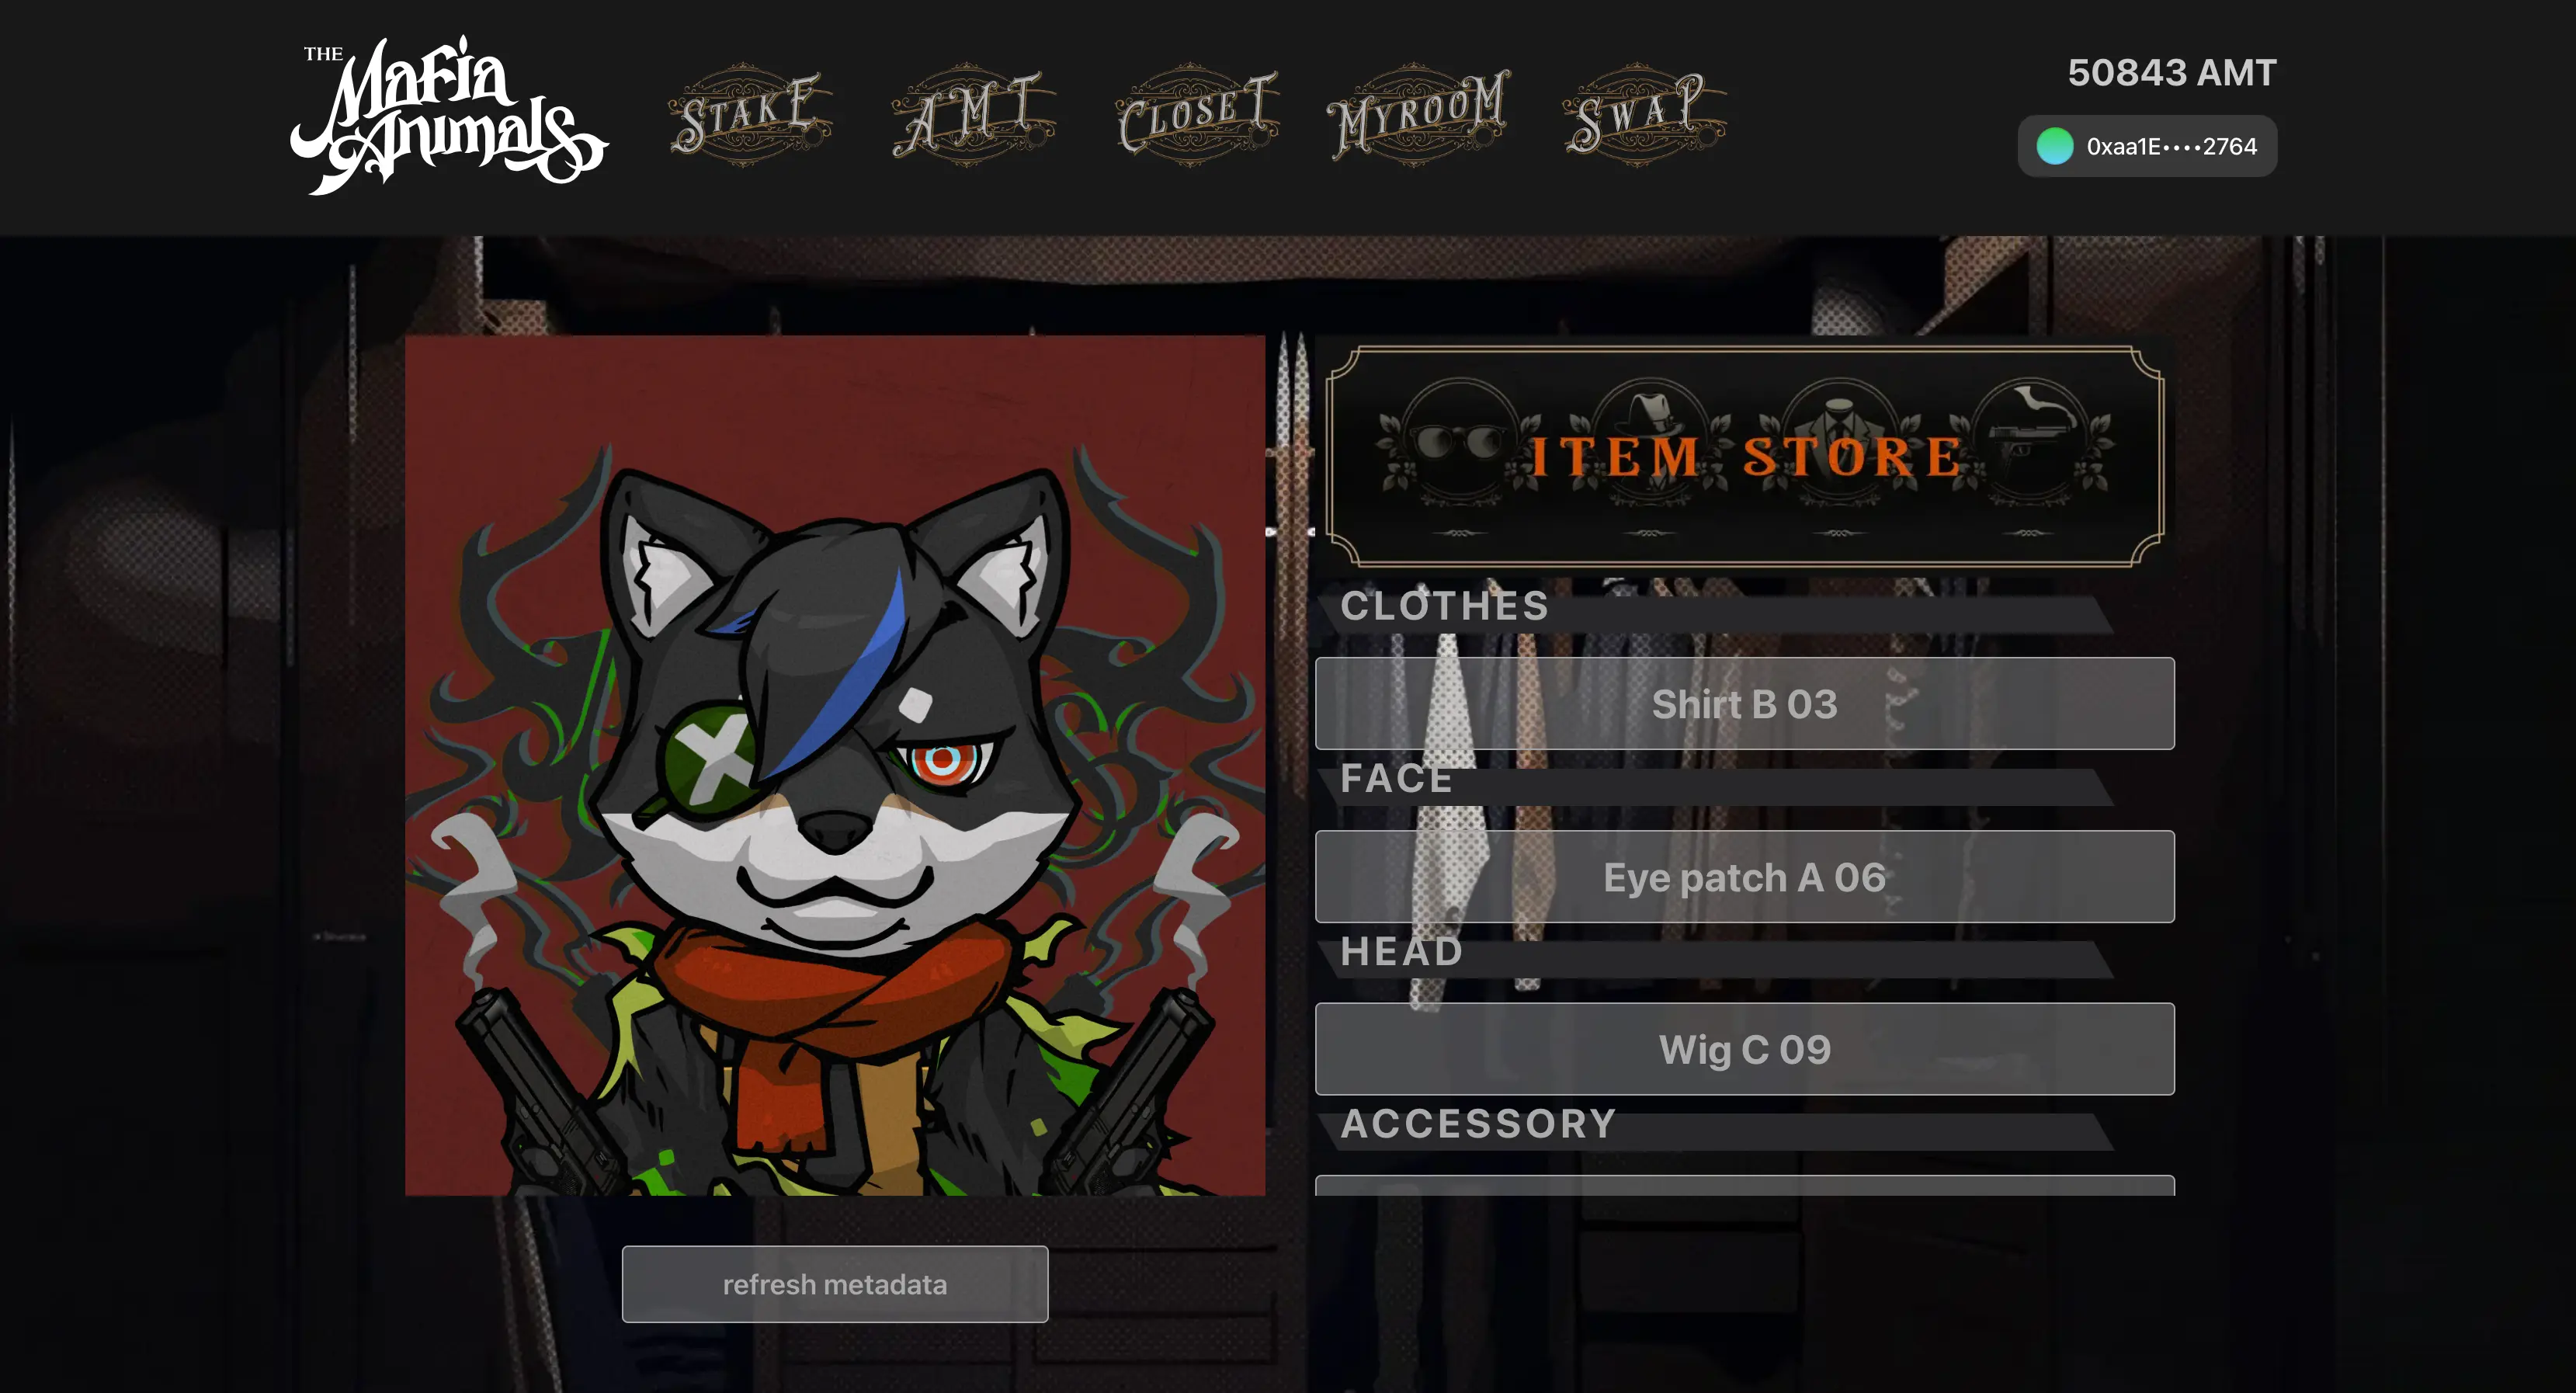 THE
Mafia
Animals
STAKE
AMT
CLOSET
MYROOM
SWAP
50843 AMT
0xaa1E••••2764
ITEM STORE
CLOTHES
Shirt B 03
FACE
Eye patch A 06
HEAD
Wig C 09
ACCESSORY
refresh metadata